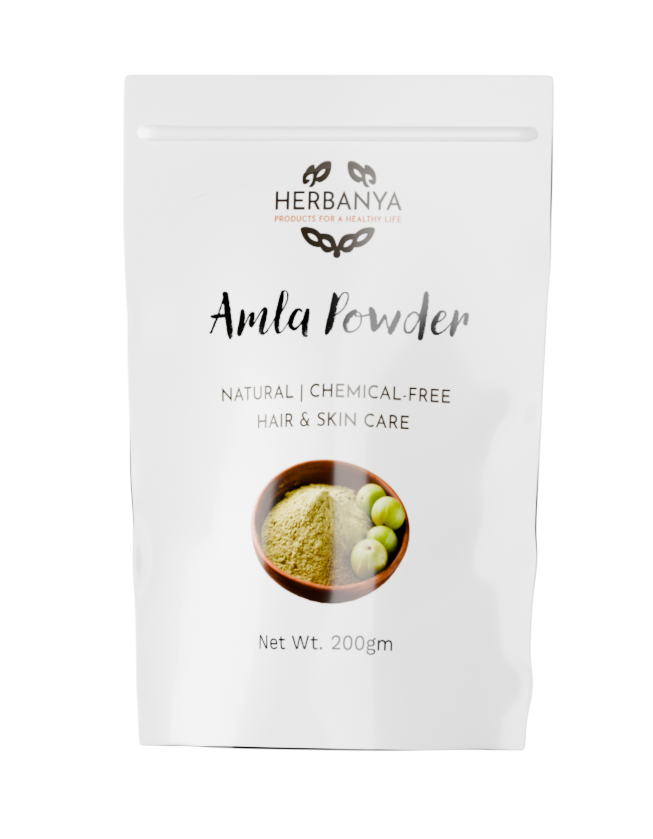 HERBANYA
PRODUCTS FOR A HEALTHY LIFE
Amla Powder
NATURAL | CHEMICAL-FREE
HAIR & SKIN CARE
Net Wt. 200gm